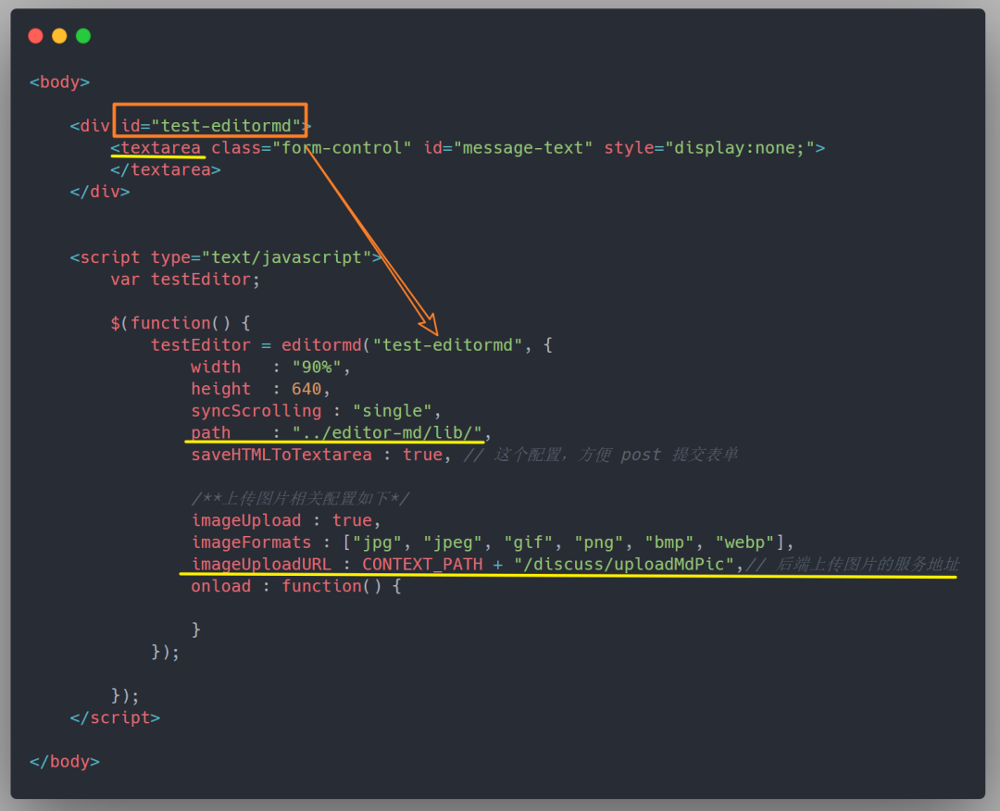 <body>
<div id="test-editormd">
<textarea class="form-control" id="message-text" style="display:none;">
</textarea>
</div>
<script type="text/javascript">
var testEditor;
$(function() {
testEditor = editormd("test-editormd", {
width   : "90%",
height  : 640,
syncScrolling : "single",
path    : "../editor-md/lib/",
saveHTMLToTextarea : true, // 这个配置，方便 post 提交表单
/**上传图片相关配置如下*/
imageUpload : true,
imageFormats : ["jpg", "jpeg", "gif", "png", "bmp", "webp"],
imageUploadURL : CONTEXT_PATH + "/discuss/uploadMdPic",// 后端上传图片的服务地址
onload : function() {
}
});
});
</script>
</body>